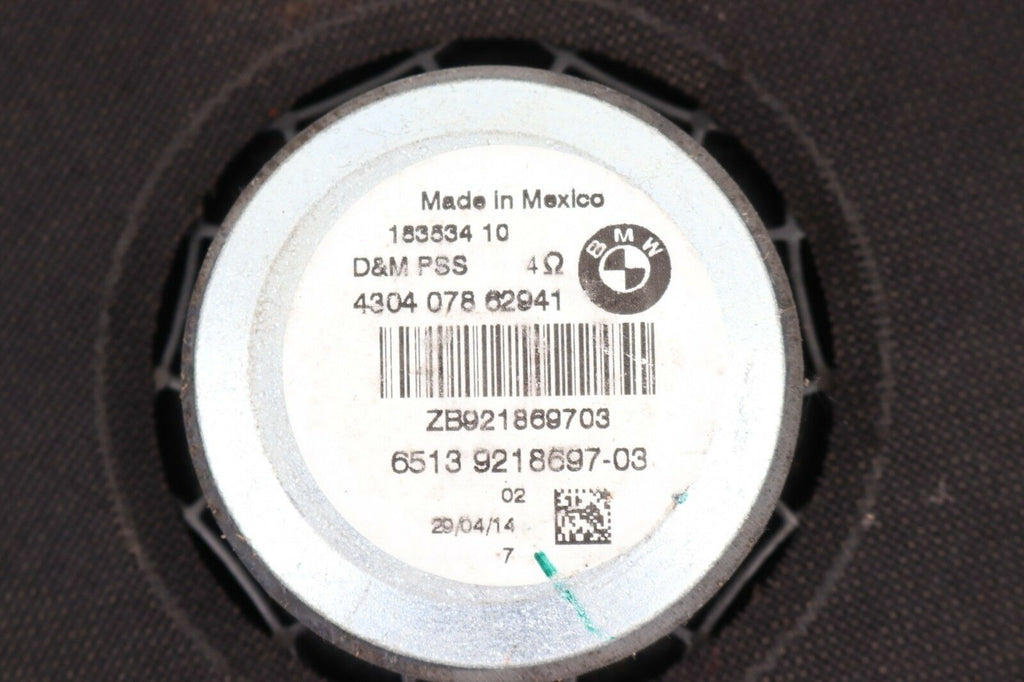 Made in Mexico
183534 10
D&M PSS 4Ω
BMW
4304 078 62941
ZB921869703
6513 9218697-03
02
29/04/14
7